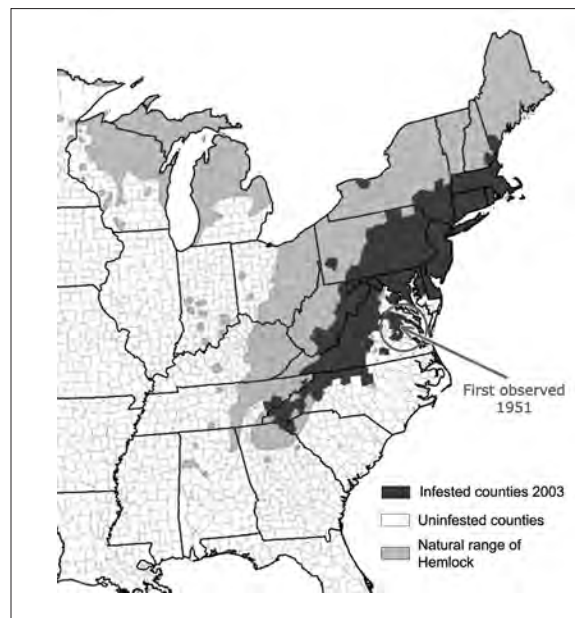 First observed
1951
Infested counties 2003
Uninfested counties
Natural range of
Hemlock